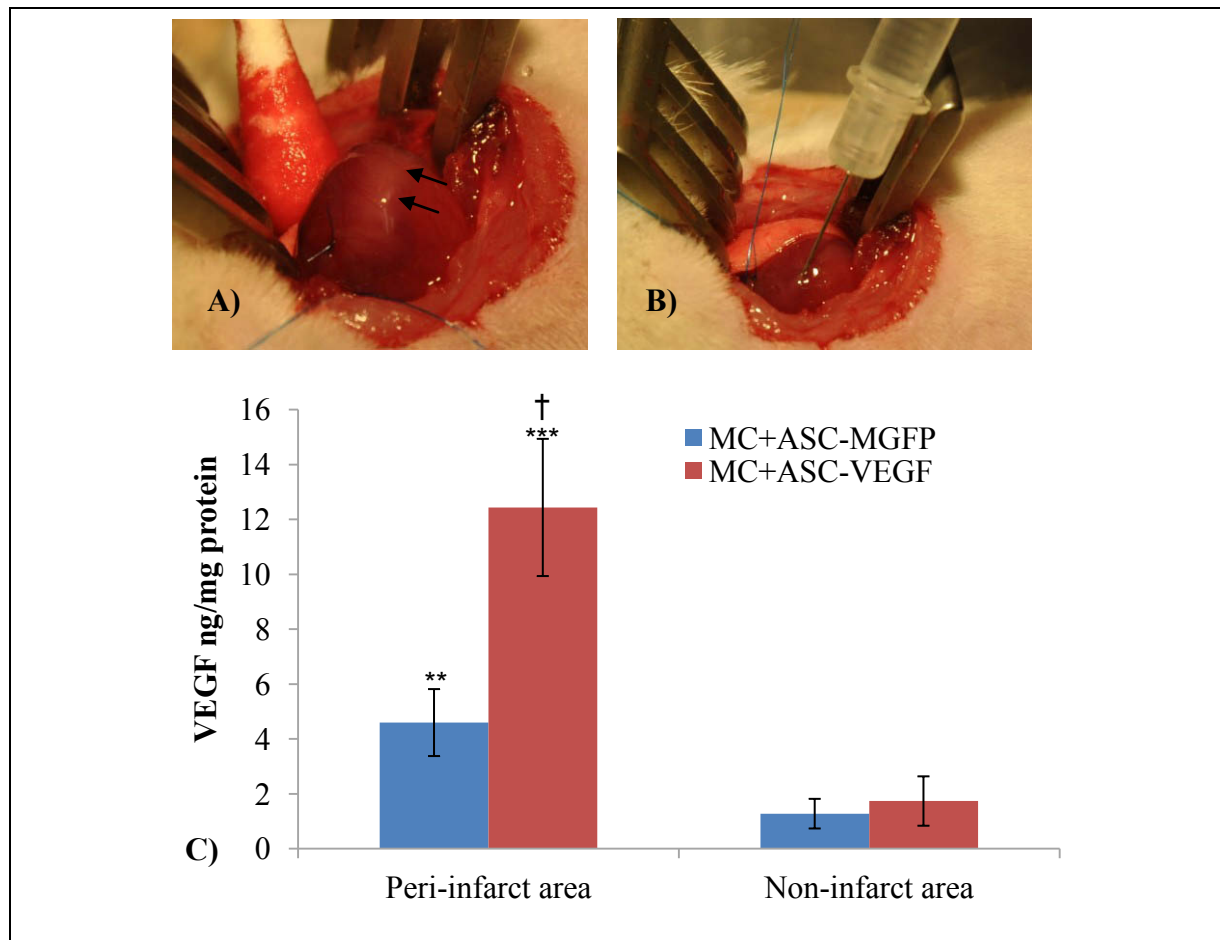 A)
B)
16
14
12
10
8
6
4
2
0
VEGF ng/mg protein
†
***
**
MC+ASC-MGFP
MC+ASC-VEGF
C)
Peri-infarct area
Non-infarct area